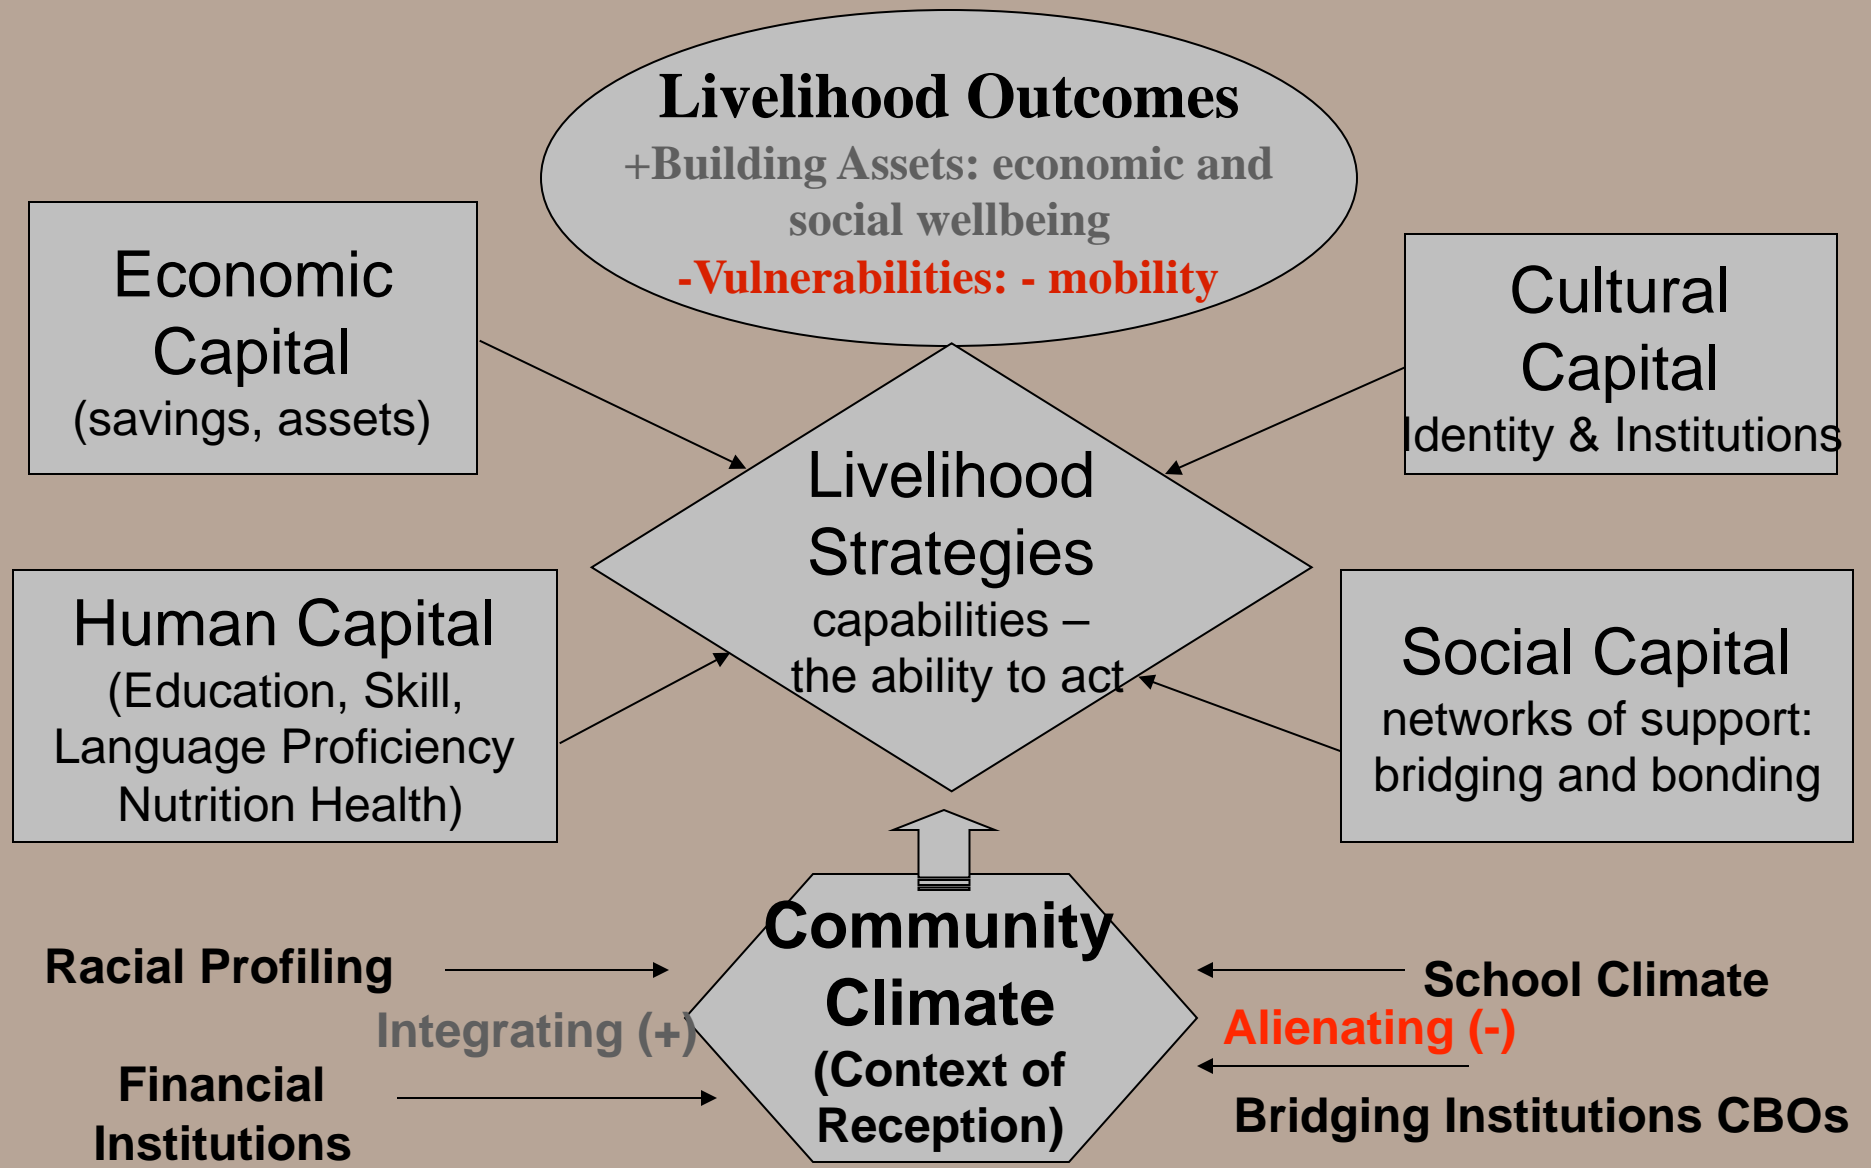 Livelihood Outcomes
+Building Assets: economic and
social wellbeing
-Vulnerabilities: - mobility
Economic
Capital
(savings, assets)
Cultural
Capital
Identity & Institutions
Livelihood
Strategies
capabilities –
the ability to act
Human Capital
(Education, Skill,
Language Proficiency
Nutrition Health)
Social Capital
networks of support:
bridging and bonding
Community
Climate
(Context of
Reception)
Racial Profiling
Integrating (+)
Financial
Institutions
School Climate
Alienating (-)
Bridging Institutions CBOs